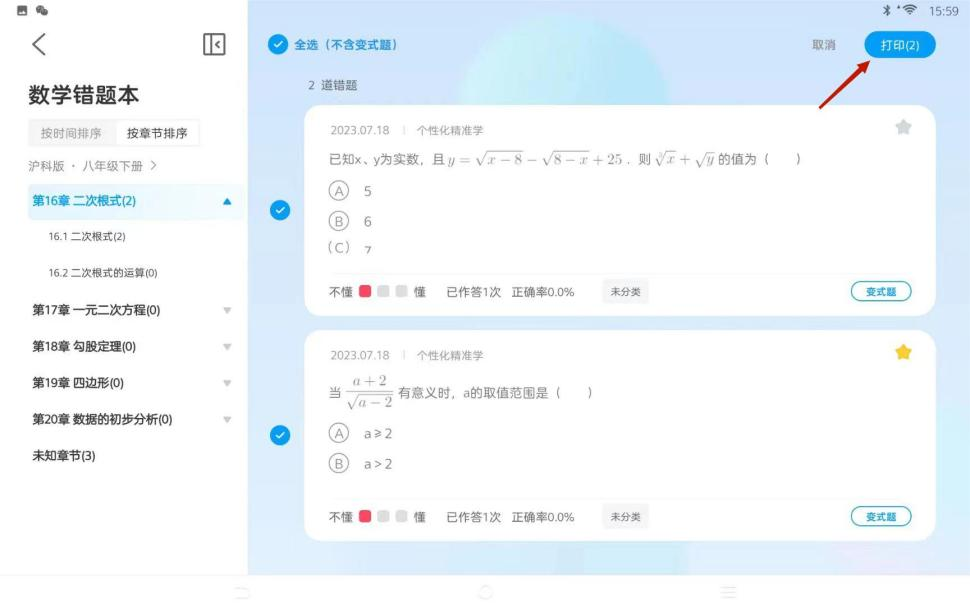 15:59
数学错题本
按时间排序 按章节排序
沪科版 · 八年级下册 >
第16章 二次根式(2)
16.1 二次根式(2)
16.2 二次根式的运算(0)
第17章 一元二次方程(0)
第18章 勾股定理(0)
第19章 四边形(0)
第20章 数据的初步分析(0)
未知章节(3)
全选（不含变式题） 取消 打印(2)
2 道错题
2023.07.18 | 个性化精准学
已知x、y为实数，且 y = √(x−8) − √(8−x) + 25．则 ∛x + √y 的值为（ ）
A 5
B 6
(C) 7
不懂 懂 已作答1次 正确率0.0% 未分类 变式题
2023.07.18 | 个性化精准学
当 (a+2)/√(a−2) 有意义时，a的取值范围是（ ）
A a⩾2
B a>2
不懂 懂 已作答1次 正确率0.0% 未分类 变式题